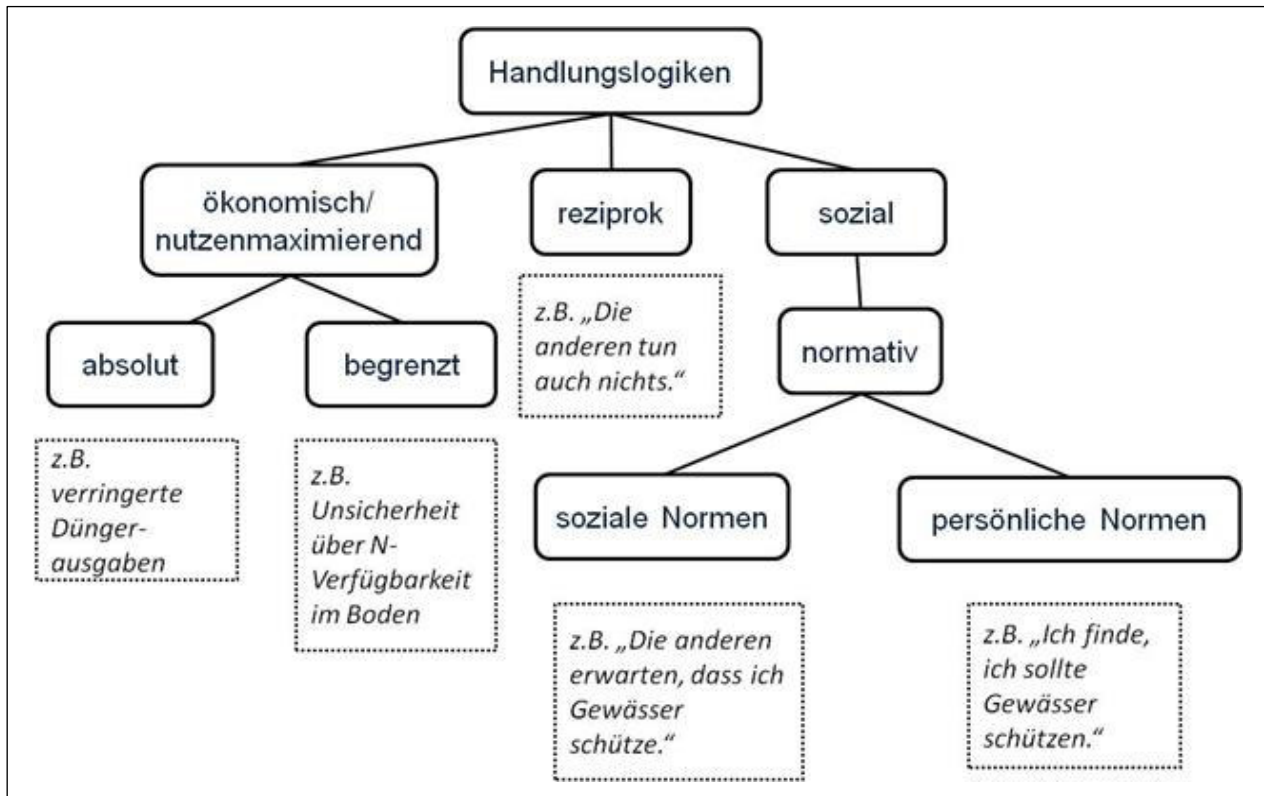 Handlungslogiken
ökonomisch/
nutzenmaximierend
reziprok
sozial
absolut
begrenzt
z.B. „Die
anderen tun
auch nichts.“
normativ
z.B.
verringerte
Dünger-
ausgaben
z.B.
Unsicherheit
über N-
Verfügbarkeit
im Boden
soziale Normen
persönliche Normen
z.B. „Die anderen
erwarten, dass ich
Gewässer
schütze.“
z.B. „Ich finde,
ich sollte
Gewässer
schützen.“